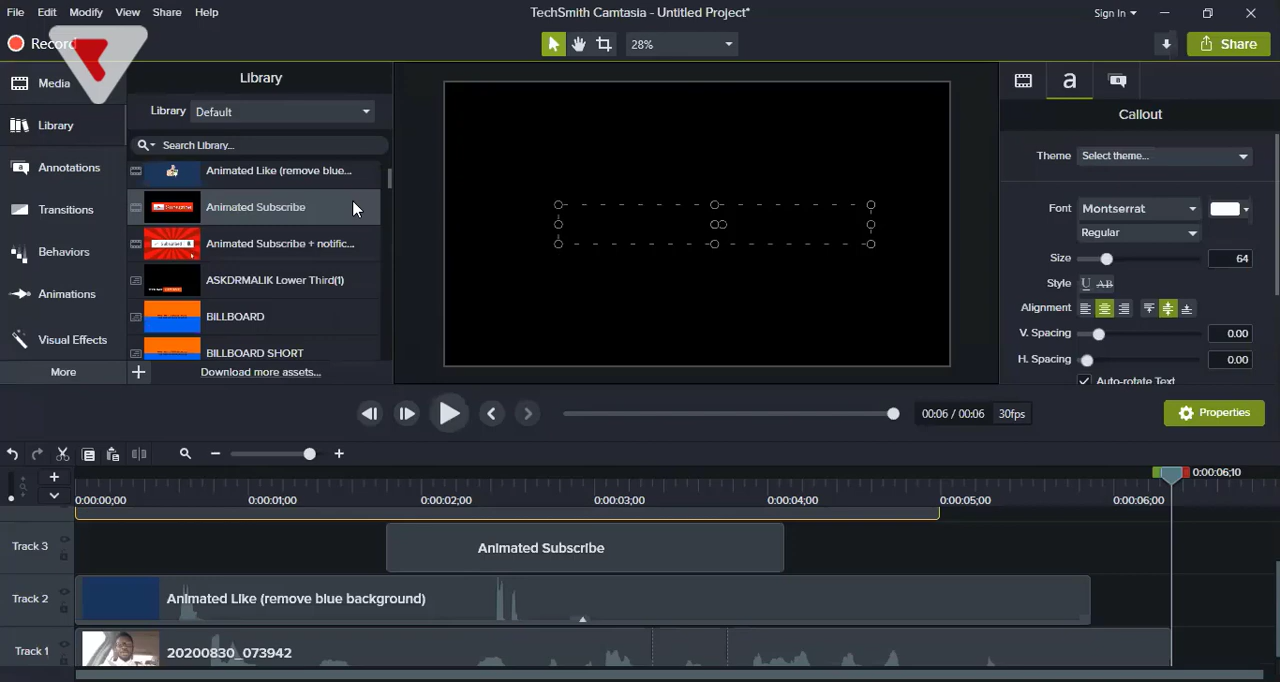 File Edit Modify View Share Help
TechSmith Camtasia - Untitled Project*
Sign In
Record
28%
Share
Media
Library
Annotations
Transitions
Behaviors
Animations
Visual Effects
More
Library
Library Default
Search Library...
Animated Like (remove blue...
Animated Subscribe
Animated Subscribe + notific...
ASKDRMALIK Lower Third(1)
BILLBOARD
BILLBOARD SHORT
Download more assets...
a
Callout
Theme Select theme...
Font Montserrat
Regular
Size 64
Style U AB
Alignment
V. Spacing 0.00
H. Spacing 0.00
Auto-rotate Text
00:06 / 00:06 30fps
Properties
0:00:06;10
0:00:00;00 0:00:01;00 0:00:02;00 0:00:03;00 0:00:04;00 0:00:05;00 0:00:06;00
Track 3 Animated Subscribe
Track 2 Animated Like (remove blue background)
Track 1 20200830_073942